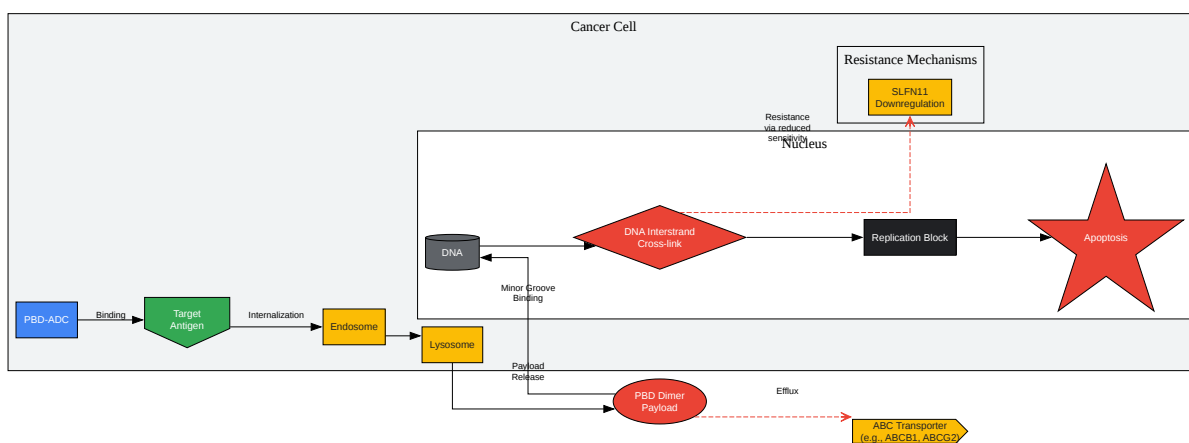 Cancer Cell
Resistance Mechanisms
SLFN11
Downregulation
Resistance
via reduced
sensitivity
Nucleus
DNA Interstrand
Cross-link
Replication Block
Apoptosis
DNA
Minor Groove
Binding
PBD-ADC
Binding
Target
Antigen
Internalization
Endosome
Lysosome
Payload
Release
PBD Dimer
Payload
Efflux
ABC Transporter
(e.g., ABCB1, ABCG2)